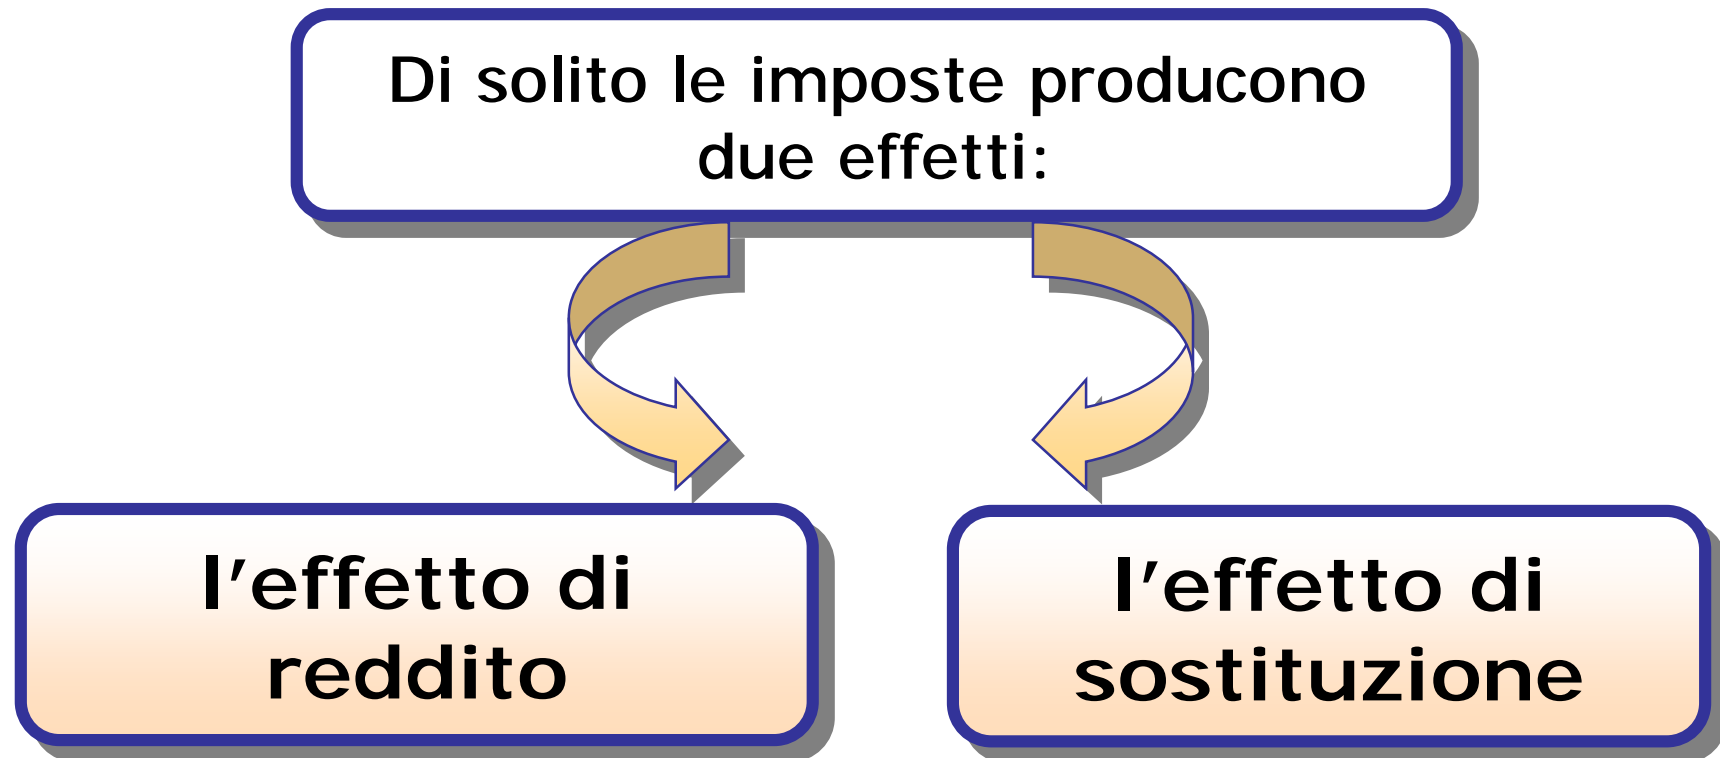 Di solito le imposte producono
due effetti:
l'effetto di
reddito
l'effetto di
sostituzione